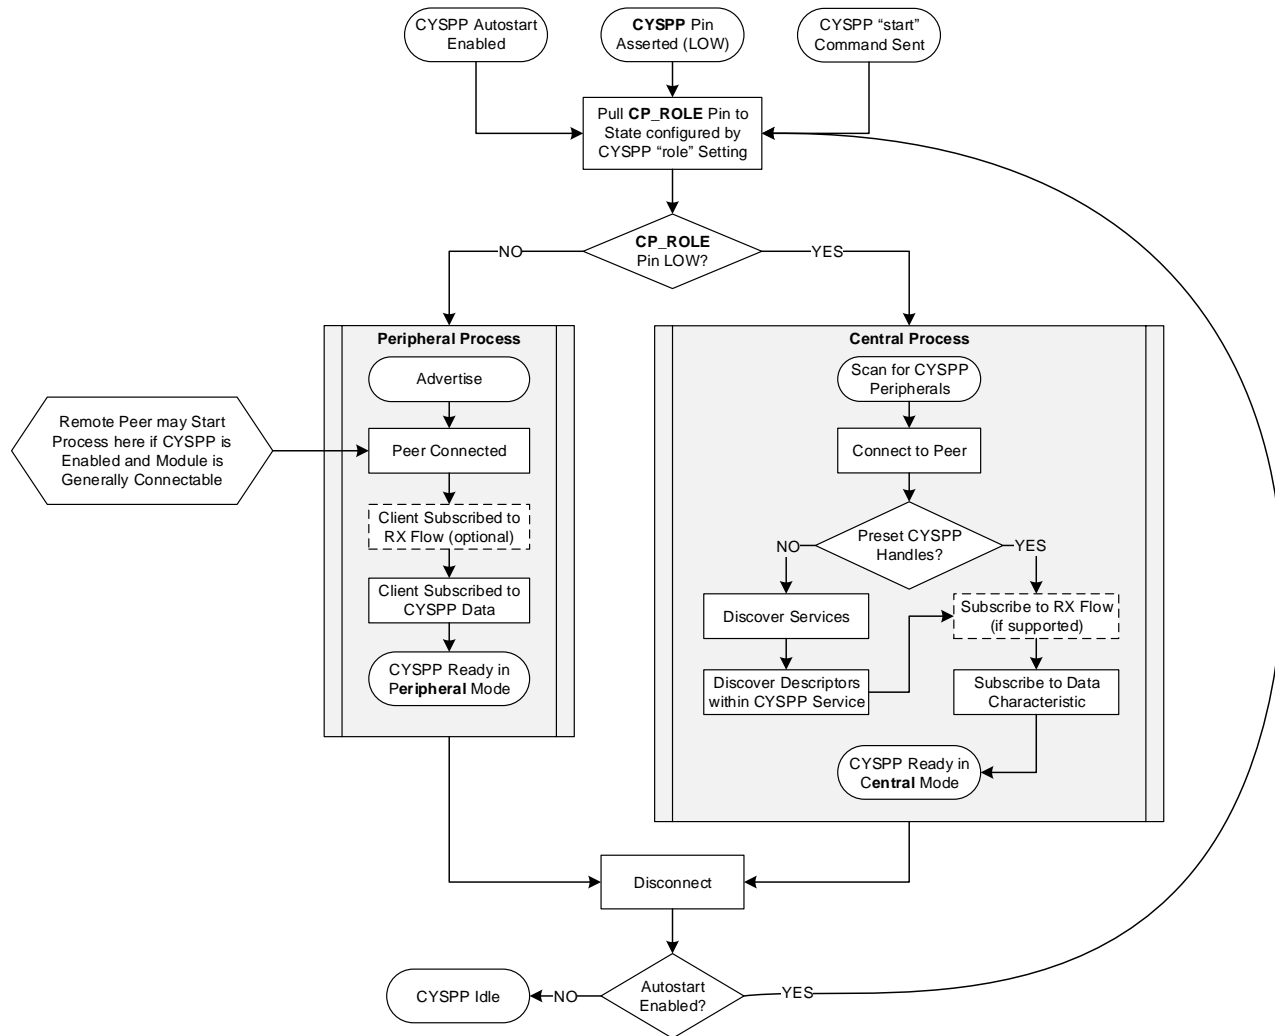 CYSPP Autostart
Enabled
CYSPP Pin
Asserted (LOW)
CYSPP “start”
Command Sent
Pull CP_ROLE Pin to
State configured by
CYSPP “role” Setting
CP_ROLE
Pin LOW?
NO
YES
Peripheral Process
Advertise
Remote Peer may Start
Process here if CYSPP is
Enabled and Module is
Generally Connectable
Peer Connected
Client Subscribed to
RX Flow (optional)
Client Subscribed to
CYSPP Data
CYSPP Ready in
Peripheral Mode
Central Process
Scan for CYSPP
Peripherals
Connect to Peer
Preset CYSPP
Handles?
NO
YES
Discover Services
Discover Descriptors
within CYSPP Service
Subscribe to RX Flow
(if supported)
Subscribe to Data
Characteristic
CYSPP Ready in
Central Mode
Disconnect
Autostart
Enabled?
NO
YES
CYSPP Idle